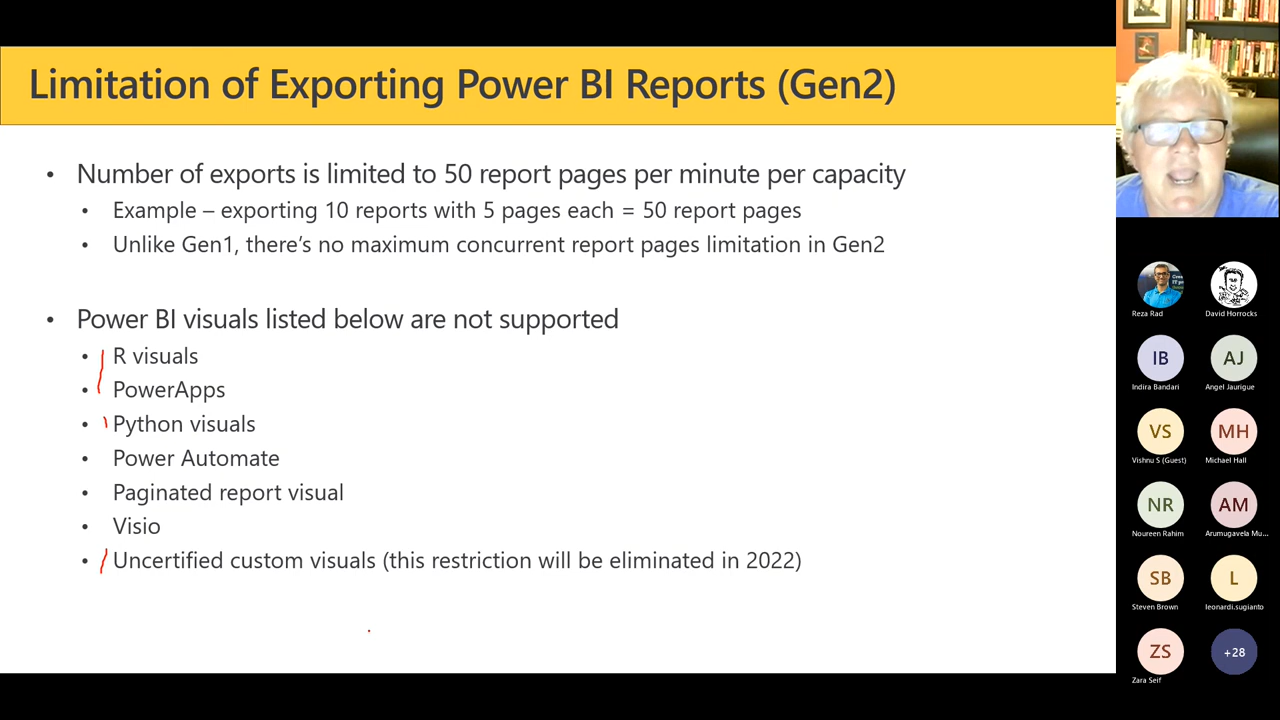 Limitation of Exporting Power BI Reports (Gen2)
• Number of exports is limited to 50 report pages per minute per capacity
• Example – exporting 10 reports with 5 pages each = 50 report pages
• Unlike Gen1, there's no maximum concurrent report pages limitation in Gen2
• Power BI visuals listed below are not supported
• R visuals
• PowerApps
• Python visuals
• Power Automate
• Paginated report visual
• Visio
• Uncertified custom visuals (this restriction will be eliminated in 2022)
Reza Rad
David Horrocks
IB
AJ
Indira Bandari
Angel Jaurigue
VS
MH
Vishnu S (Guest)
Michael Hall
NR
AM
Noureen Rahim
Arumugavela Mu...
SB
L
Steven Brown
leonardi.sugianto
ZS
+28
Zara Seif